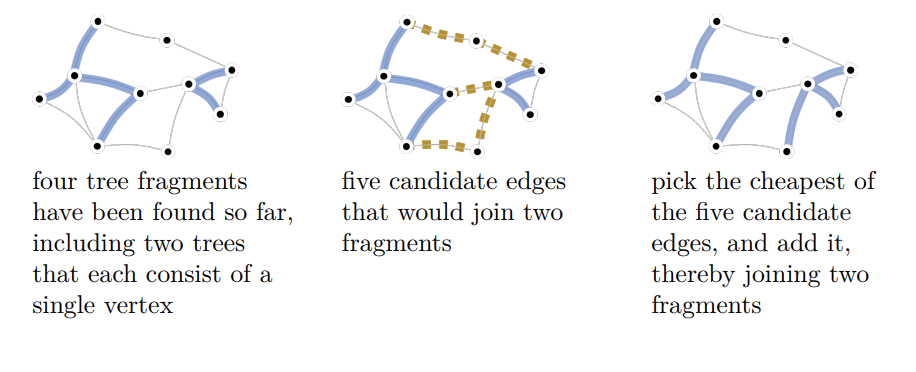 four tree fragments
have been found so far,
including two trees
that each consist of a
single vertex
five candidate edges
that would join two
fragments
pick the cheapest of
the five candidate
edges, and add it,
thereby joining two
fragments